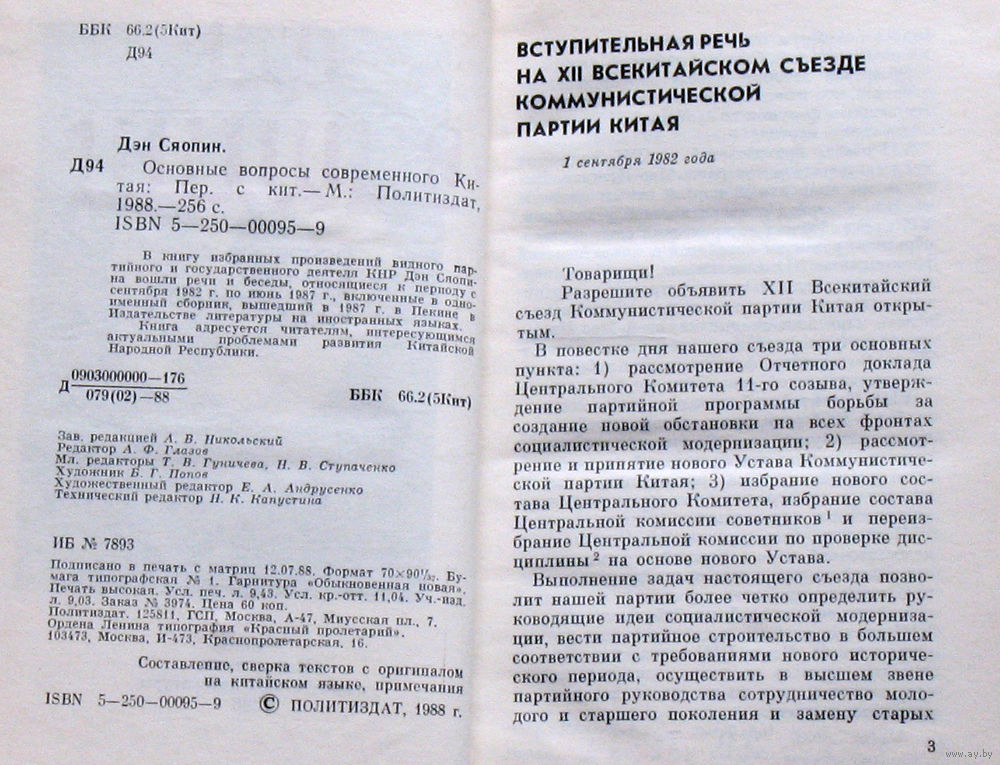 ББК 66.2(5Кит)
Д94
Дэн Сяопин.
Д94 Основные вопросы современного Ки-
тая: Пер. с кит.— М.: Политиздат,
1988.—256 с.
ISBN 5—250—00095—9
В книгу избранных произведений видного пар-
тийного и государственного деятеля КНР Дэн Сяопи-
на вошли речи и беседы, относящиеся к периоду с
сентября 1982 г. по июнь 1987 г., включенные в одно-
именный сборник, вышедший в 1987 г. в Пекине в
Издательстве литературы на иностранных языках.
Книга адресуется читателям, интересующимся
актуальными проблемами развития Китайской
Народной Республики.
Д 0903000000—176
079(02)—88
ББК 66.2(5Кит)
Зав. редакцией А. В. Никольский
Редактор А. Ф. Глазов
Мл. редакторы Т. В. Гуничева, Н. В. Ступаченко
Художник Б. Г. Попов
Художественный редактор Е. А. Андрусенко
Технический редактор Н. К. Капустина
ИБ № 7893
Подписано в печать с матриц 12.07.88. Формат 70×90¹/₃₂. Бу-
мага типографская № 1. Гарнитура «Обыкновенная новая».
Печать высокая. Усл. печ. л. 9,43. Усл. кр.-отт. 11,04. Уч.-изд.
л. 9,03. Заказ № 3974. Цена 60 коп.
Политиздат. 125811, ГСП, Москва, А-47, Миусская пл., 7.
Ордена Ленина типография «Красный пролетарий».
103473, Москва, И-473, Краснопролетарская, 16.
Составление, сверка текстов с оригиналом
на китайском языке, примечания
ISBN 5—250—00095—9 © ПОЛИТИЗДАТ, 1988 г.
ВСТУПИТЕЛЬНАЯ РЕЧЬ
НА XII ВСЕКИТАЙСКОМ СЪЕЗДЕ
КОММУНИСТИЧЕСКОЙ
ПАРТИИ КИТАЯ
1 сентября 1982 года
Товарищи!
Разрешите объявить XII Всекитайский
съезд Коммунистической партии Китая откры-
тым.
В повестке дня нашего съезда три основных
пункта: 1) рассмотрение Отчетного доклада
Центрального Комитета 11-го созыва, утверж-
дение партийной программы борьбы за
создание новой обстановки на всех фронтах
социалистической модернизации; 2) рассмот-
рение и принятие нового Устава Коммунистиче-
ской партии Китая; 3) избрание нового сос-
тава Центрального Комитета, избрание состава
Центральной комиссии советников¹ и переиз-
брание Центральной комиссии по проверке дис-
циплины² на основе нового Устава.
Выполнение задач настоящего съезда позво-
лит нашей партии более четко определить ру-
ководящие идеи социалистической модерниза-
ции, вести партийное строительство в большем
соответствии с требованиями нового историче-
ского периода, осуществить в высшем звене
партийного руководства сотрудничество моло-
дого и старшего поколения и замену старых
3
www.ay.by